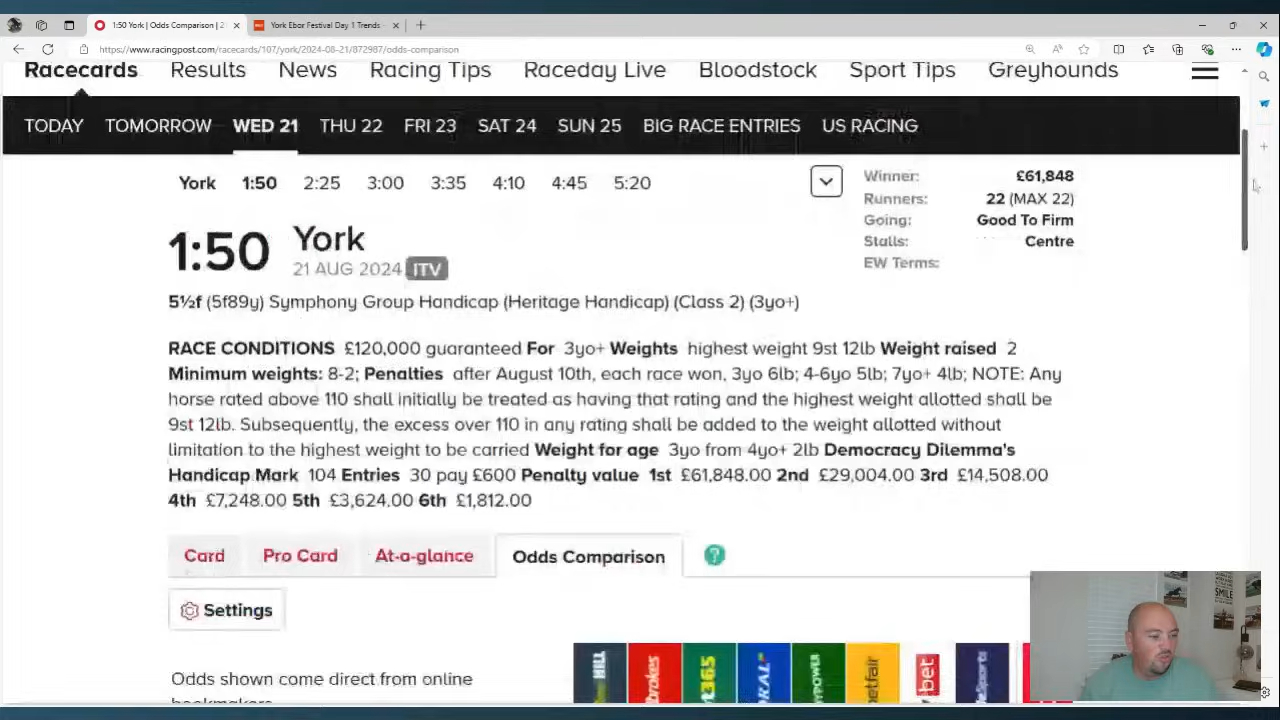 1:50 York | Odds Comparison | 2
York Ebor Festival Day 1 Trends
https://www.racingpost.com/racecards/107/york/2024-08-21/872987/odds-comparison
Racecards Results News Racing Tips Raceday Live Bloodstock Sport Tips Greyhounds
TODAY TOMORROW WED 21 THU 22 FRI 23 SAT 24 SUN 25 BIG RACE ENTRIES US RACING
York 1:50 2:25 3:00 3:35 4:10 4:45 5:20
Winner: £61,848
Runners: 22 (MAX 22)
Going: Good To Firm
Stalls: Centre
EW Terms:
1:50 York
21 AUG 2024 ITV
5½f (5f89y) Symphony Group Handicap (Heritage Handicap) (Class 2) (3yo+)
RACE CONDITIONS £120,000 guaranteed For 3yo+ Weights highest weight 9st 12lb Weight raised 2
Minimum weights: 8-2; Penalties after August 10th, each race won, 3yo 6lb; 4-6yo 5lb; 7yo+ 4lb; NOTE: Any
horse rated above 110 shall initially be treated as having that rating and the highest weight allotted shall be
9st 12lb. Subsequently, the excess over 110 in any rating shall be added to the weight allotted without
limitation to the highest weight to be carried Weight for age 3yo from 4yo+ 2lb Democracy Dilemma's
Handicap Mark 104 Entries 30 pay £600 Penalty value 1st £61,848.00 2nd £29,004.00 3rd £14,508.00
4th £7,248.00 5th £3,624.00 6th £1,812.00
Card Pro Card At-a-glance Odds Comparison ?
Settings
Odds shown come direct from online
bookmakers
HILL
brokes
t365
ORAL
YPOWER
etfair
bet
Sports
SMILE